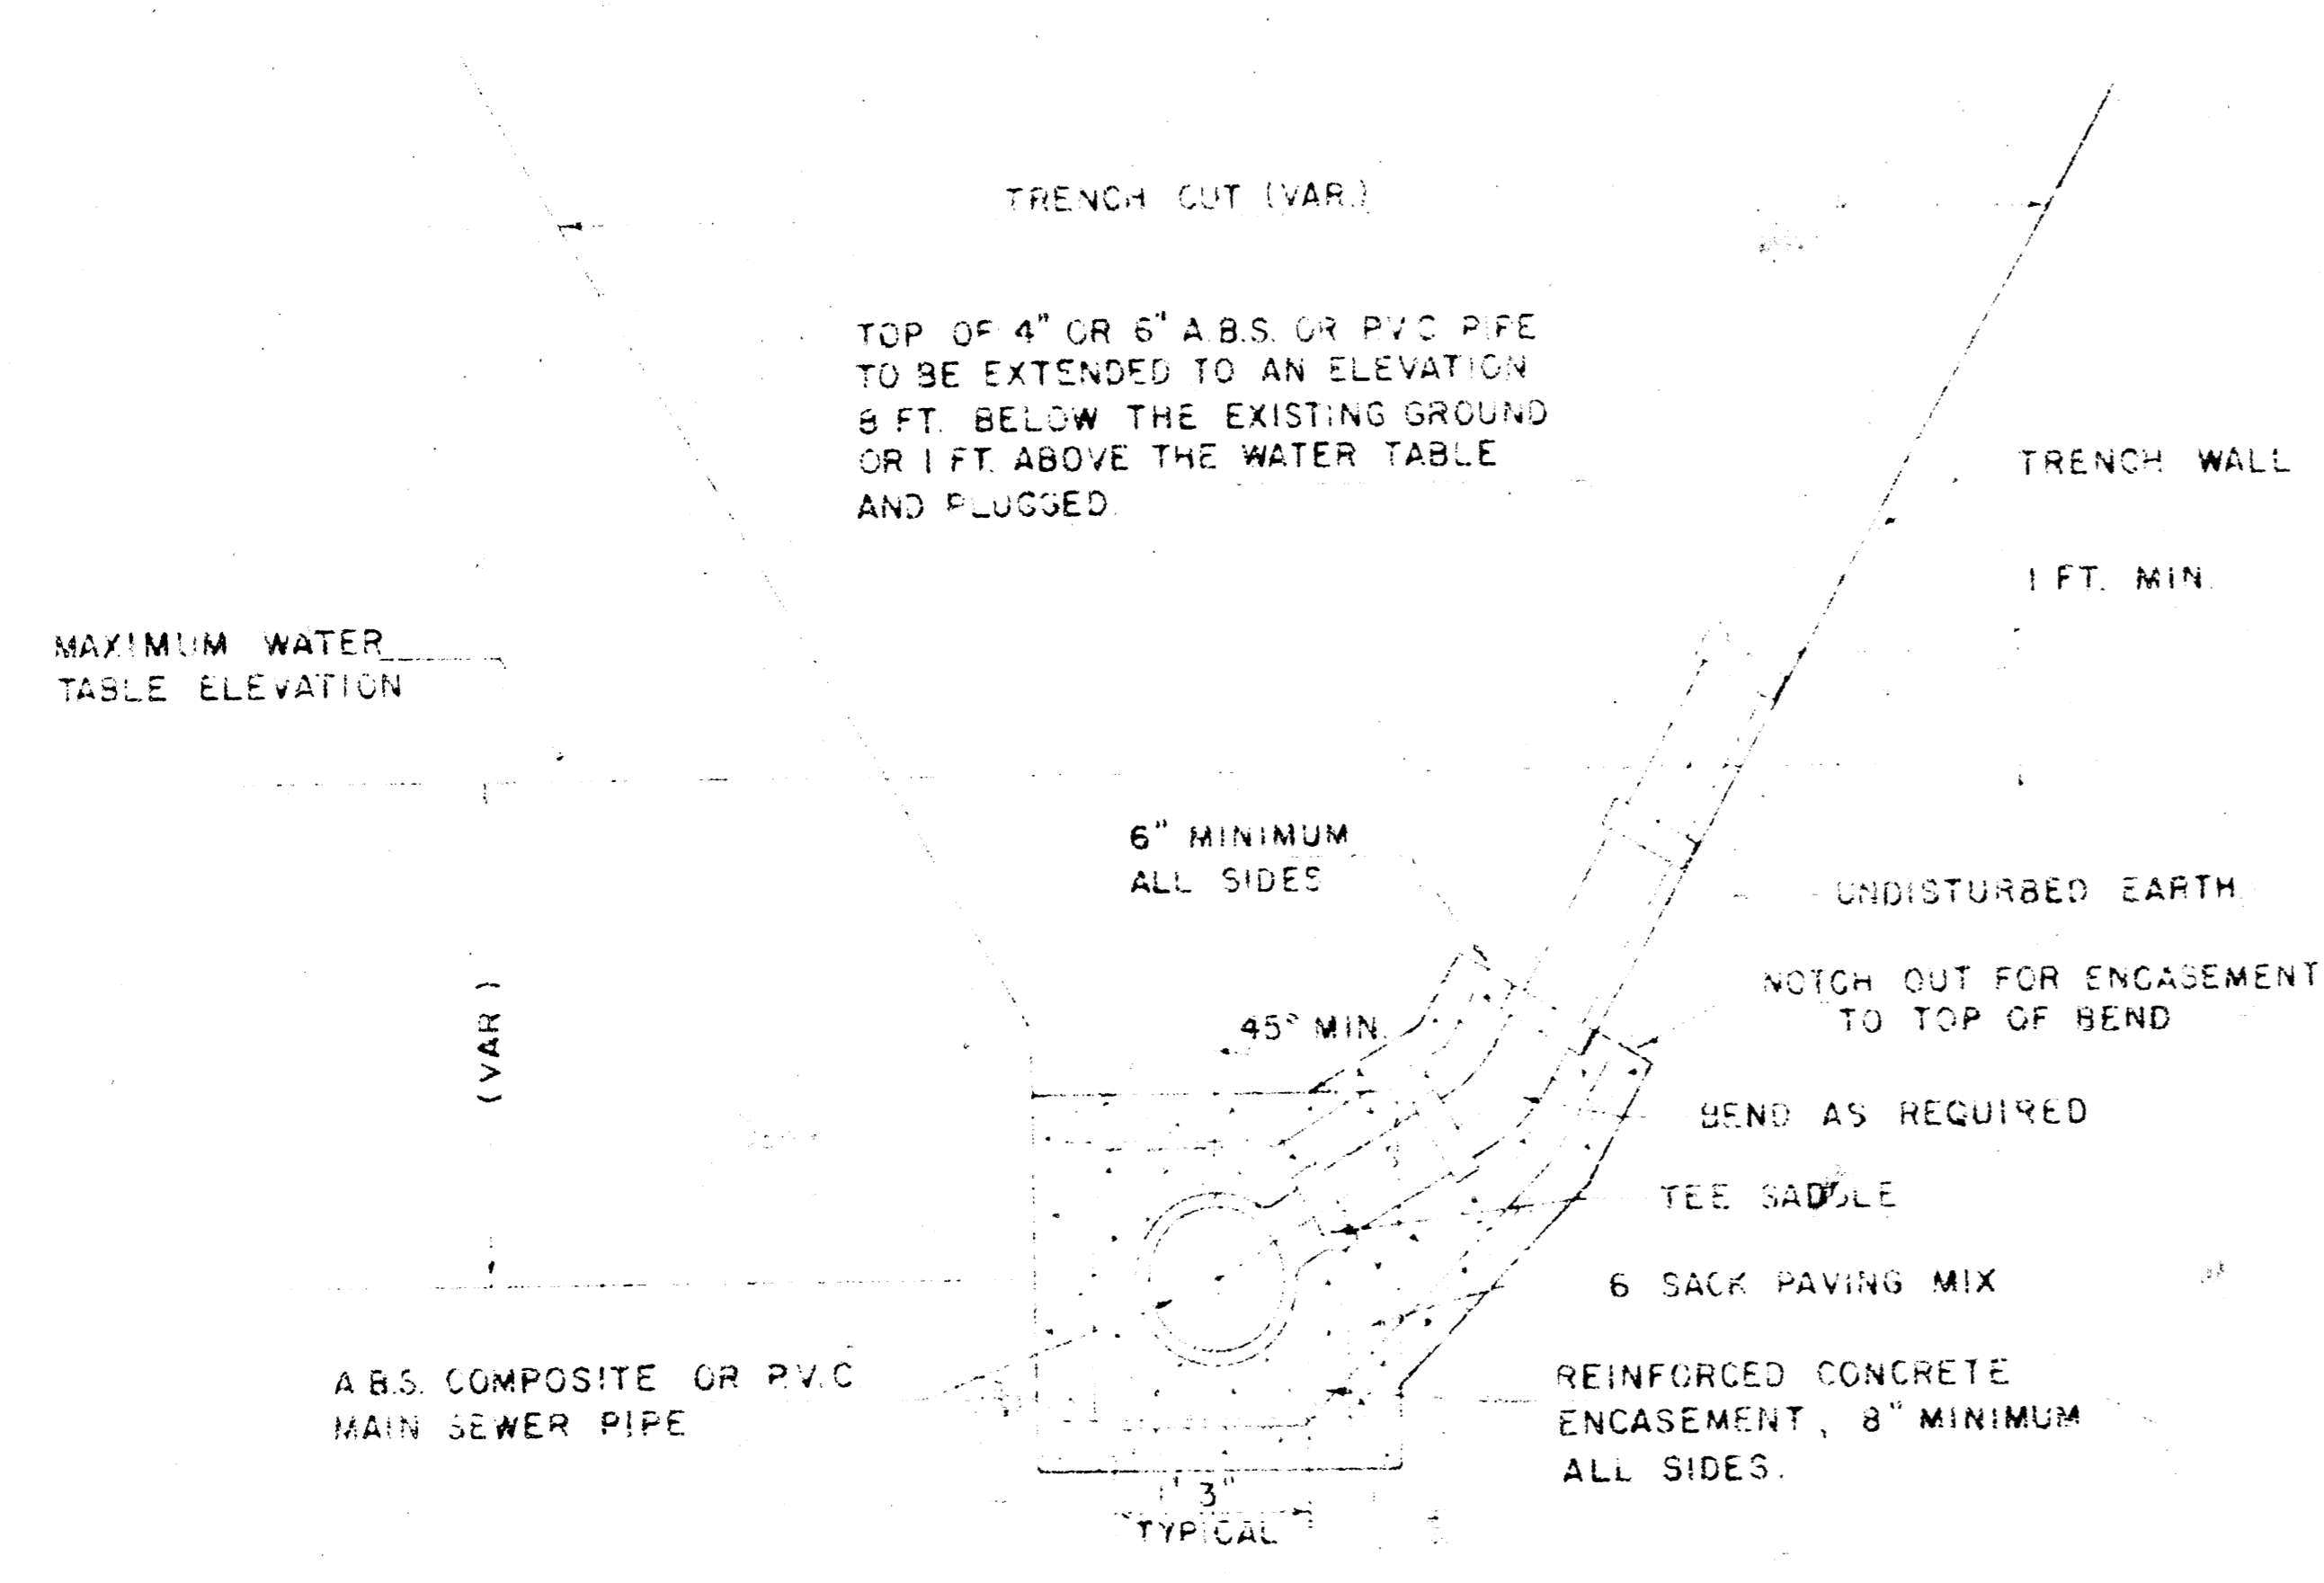 TRENCH CUT (VAR.)
TOP OF 4" OR 6" A.B.S. OR P.V.C PIPE
TO BE EXTENDED TO AN ELEVATION
8 FT. BELOW THE EXISTING GROUND
OR 1 FT. ABOVE THE WATER TABLE
AND PLUGGED.
TRENCH WALL
1 FT. MIN.
MAXIMUM WATER
TABLE ELEVATION
6" MINIMUM
ALL SIDES
UNDISTURBED EARTH
NOTCH OUT FOR ENCASEMENT
TO TOP OF BEND
45° MIN.
(VAR)
BEND AS REQUIRED
TEE SADDLE
6 SACK PAVING MIX
A.B.S. COMPOSITE OR P.V.C
MAIN SEWER PIPE
REINFORCED CONCRETE
ENCASEMENT, 8" MINIMUM
ALL SIDES.
3"
TYPICAL